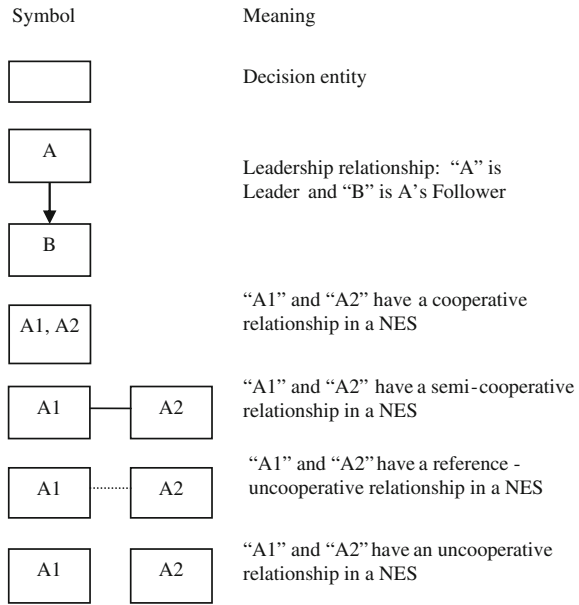 Symbol Meaning
Decision entity
A
Leadership relationship: “A” is
Leader and “B” is A’s Follower
B
“A1” and “A2” have a cooperative
A1, A2
relationship in a NES
“A1” and “A2” have a semi-cooperative
A1 A2
relationship in a NES
“A1” and “A2” have a reference -
A1 A2
uncooperative relationship in a NES
“A1” and “A2” have an uncooperative
A1 A2
relationship in a NES